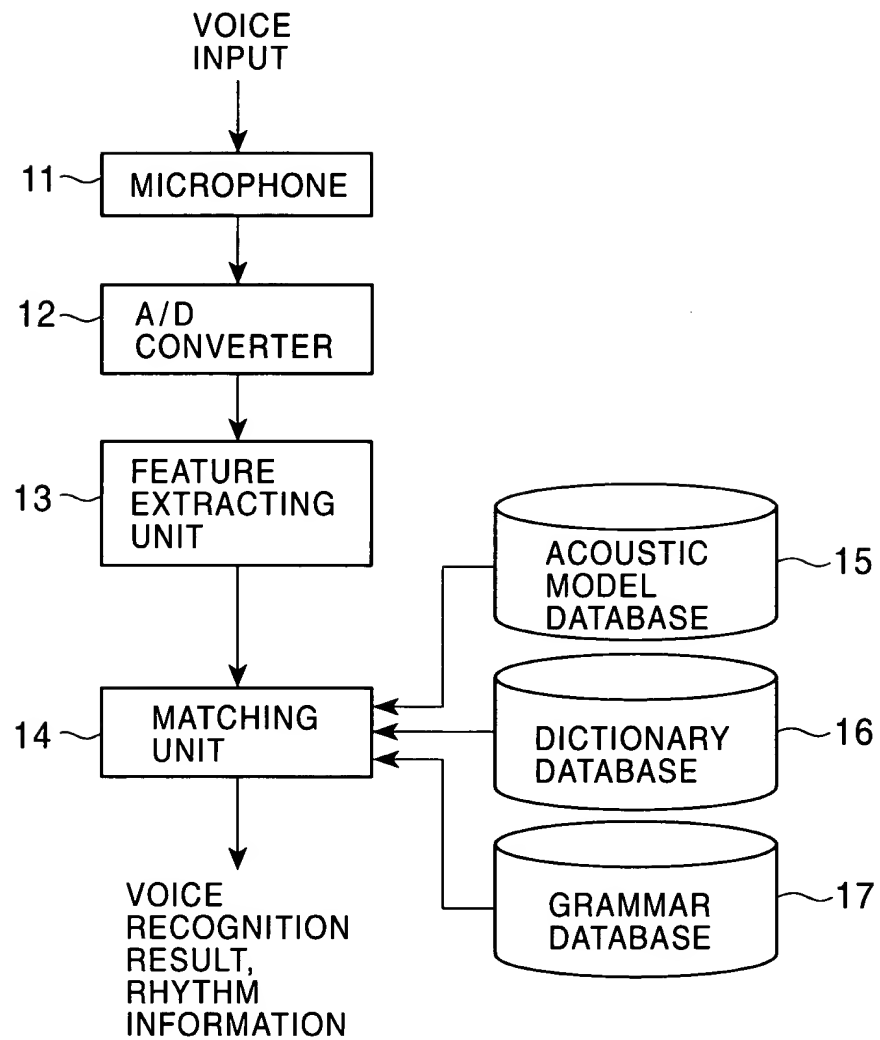 VOICE
INPUT
11
MICROPHONE
12
A/D
CONVERTER
13
FEATURE
EXTRACTING
UNIT
15
ACOUSTIC
MODEL
DATABASE
14
MATCHING
UNIT
16
DICTIONARY
DATABASE
17
GRAMMAR
DATABASE
VOICE
RECOGNITION
RESULT,
RHYTHM
INFORMATION